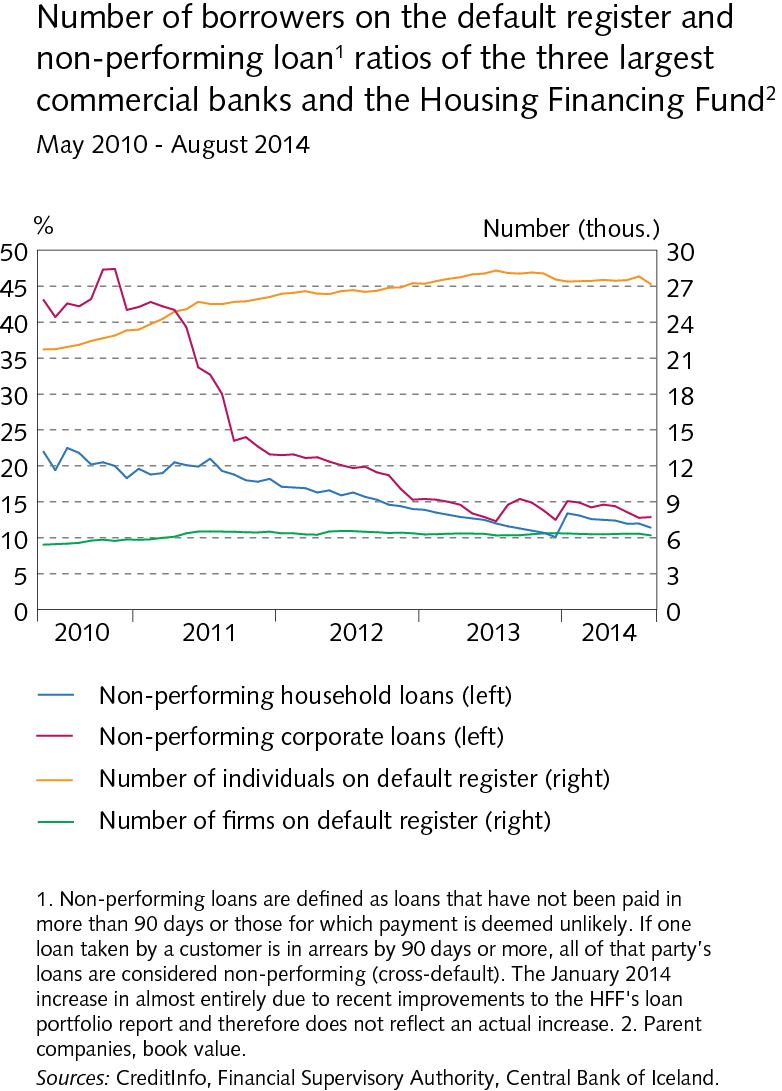 Number of borrowers on the default register and
non-performing loan¹ ratios of the three largest
commercial banks and the Housing Financing Fund²
May 2010 - August 2014
%
Number (thous.)
50
45
40
35
30
25
20
15
10
5
0
30
27
24
21
18
15
12
9
6
3
0
2010
2011
2012
2013
2014
Non-performing household loans (left)
Non-performing corporate loans (left)
Number of individuals on default register (right)
Number of firms on default register (right)
1. Non-performing loans are defined as loans that have not been paid in
more than 90 days or those for which payment is deemed unlikely. If one
loan taken by a customer is in arrears by 90 days or more, all of that party's
loans are considered non-performing (cross-default). The January 2014
increase in almost entirely due to recent improvements to the HFF's loan
portfolio report and therefore does not reflect an actual increase. 2. Parent
companies, book value.
Sources: CreditInfo, Financial Supervisory Authority, Central Bank of Iceland.